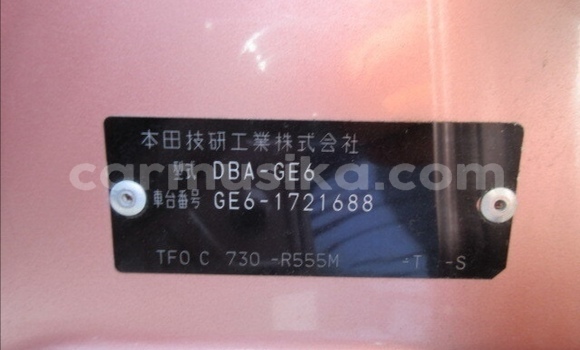 本田技研工業株式会社
型式 DBA-GE6
carmusika.com
車台番号 GE6-1721688
TFO C 730 -R555M -T -S